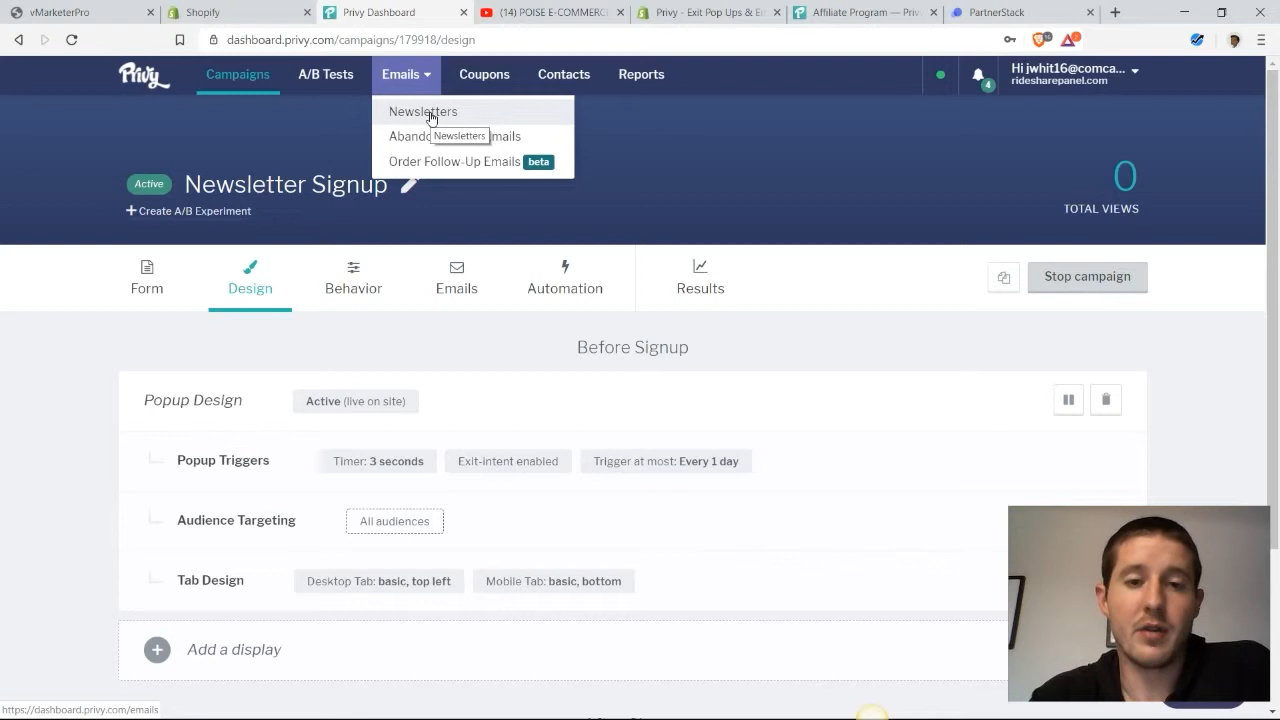 vMarketerPro
Shopify
Privy Dashboard
(14) POISE E-COMMERC
Privy - Exit Pop Ups & Em
Affiliate Program — Priv
PartnerStack
dashboard.privy.com/campaigns/179918/design
Privy
Campaigns
A/B Tests
Emails
Coupons
Contacts
Reports
4
Hi jwhit16@comca...
ridesharepanel.com
Newsletters
Abando
Newsletters
mails
Order Follow-Up Emails beta
Active
Newsletter Signup
Create A/B Experiment
0
TOTAL VIEWS
Form
Design
Behavior
Emails
Automation
Results
Stop campaign
Before Signup
Popup Design
Active (live on site)
Popup Triggers
Timer: 3 seconds
Exit-intent enabled
Trigger at most: Every 1 day
Audience Targeting
All audiences
Tab Design
Desktop Tab: basic, top left
Mobile Tab: basic, bottom
Add a display
https://dashboard.privy.com/emails